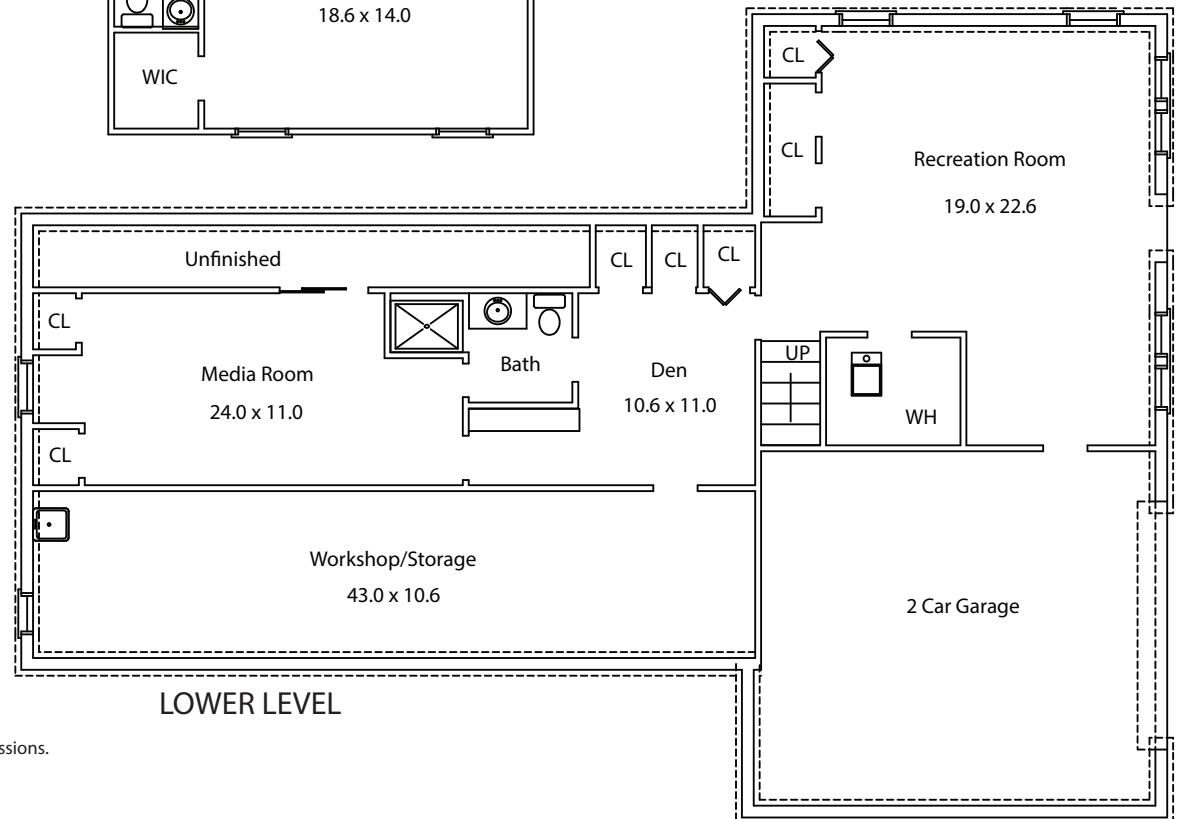 18.6 x 14.0
WIC
CL
CL
Recreation Room
19.0 x 22.6
Unfinished
CL
CL
CL
CL
Media Room
24.0 x 11.0
Bath
Den
10.6 x 11.0
UP
WH
CL
Workshop/Storage
43.0 x 10.6
2 Car Garage
LOWER LEVEL
ssions.